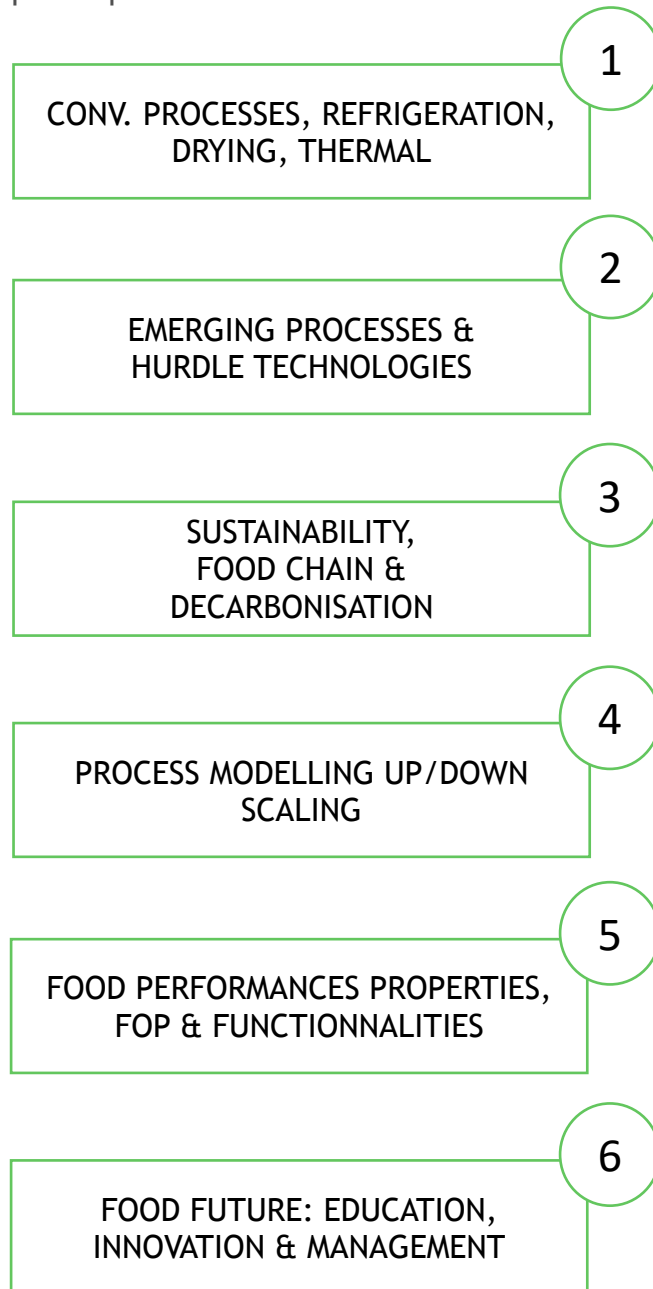 1
CONV. PROCESSES, REFRIGERATION,
DRYING, THERMAL
2
EMERGING PROCESSES &
HURDLE TECHNOLOGIES
3
SUSTAINABILITY,
FOOD CHAIN &
DECARBONISATION
4
PROCESS MODELLING UP/DOWN
SCALING
5
FOOD PERFORMANCES PROPERTIES,
FOP & FUNCTIONNALITIES
6
FOOD FUTURE: EDUCATION,
INNOVATION & MANAGEMENT